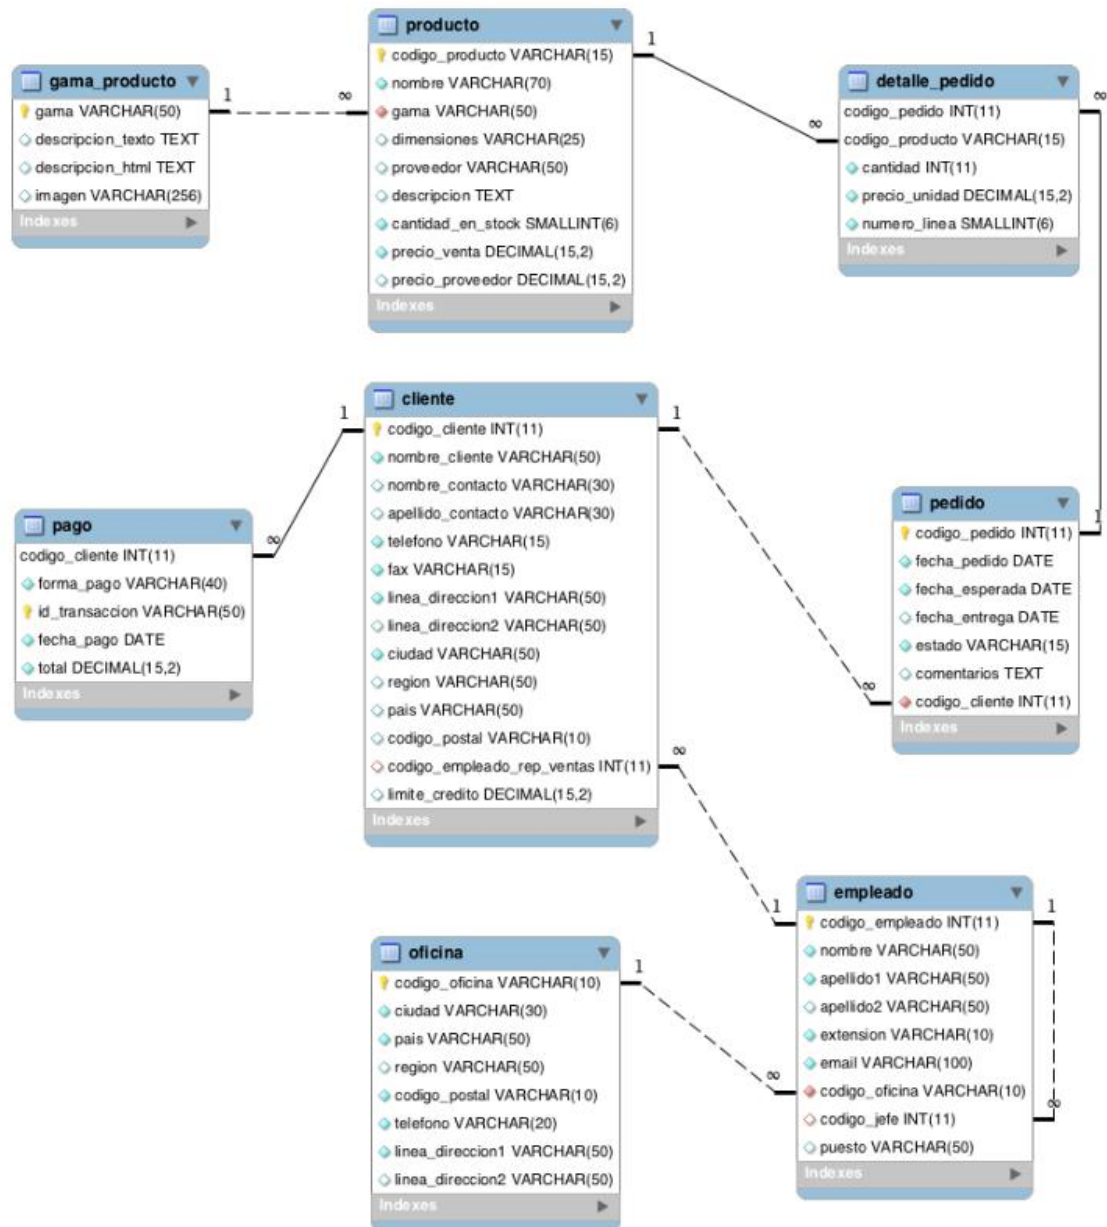 producto
codigo_producto VARCHAR(15)
nombre VARCHAR(70)
gama VARCHAR(50)
dimensiones VARCHAR(25)
proveedor VARCHAR(50)
descripcion TEXT
cantidad_en_stock SMALLINT(6)
precio_venta DECIMAL(15,2)
precio_proveedor DECIMAL(15,2)
Indexes
gama_producto
gama VARCHAR(50)
descripcion_texto TEXT
descripcion_html TEXT
imagen VARCHAR(256)
Indexes
1
∞
1
∞
detalle_pedido
codigo_pedido INT(11)
codigo_producto VARCHAR(15)
cantidad INT(11)
precio_unidad DECIMAL(15,2)
numero_linea SMALLINT(6)
Indexes
∞
1
cliente
codigo_cliente INT(11)
nombre_cliente VARCHAR(50)
nombre_contacto VARCHAR(30)
apellido_contacto VARCHAR(30)
telefono VARCHAR(15)
fax VARCHAR(15)
linea_direccion1 VARCHAR(50)
linea_direccion2 VARCHAR(50)
ciudad VARCHAR(50)
region VARCHAR(50)
pais VARCHAR(50)
codigo_postal VARCHAR(10)
codigo_empleado_rep_ventas INT(11)
limite_credito DECIMAL(15,2)
Indexes
1
∞
1
∞
pago
codigo_cliente INT(11)
forma_pago VARCHAR(40)
id_transaccion VARCHAR(50)
fecha_pago DATE
total DECIMAL(15,2)
Indexes
pedido
codigo_pedido INT(11)
fecha_pedido DATE
fecha_esperada DATE
fecha_entrega DATE
estado VARCHAR(15)
comentarios TEXT
codigo_cliente INT(11)
Indexes
∞
1
empleado
codigo_empleado INT(11)
nombre VARCHAR(50)
apellido1 VARCHAR(50)
apellido2 VARCHAR(50)
extension VARCHAR(10)
email VARCHAR(100)
codigo_oficina VARCHAR(10)
codigo_jefe INT(11)
puesto VARCHAR(50)
Indexes
1
∞
oficina
codigo_oficina VARCHAR(10)
ciudad VARCHAR(30)
pais VARCHAR(50)
region VARCHAR(50)
codigo_postal VARCHAR(10)
telefono VARCHAR(20)
linea_direccion1 VARCHAR(50)
linea_direccion2 VARCHAR(50)
Indexes
1
∞